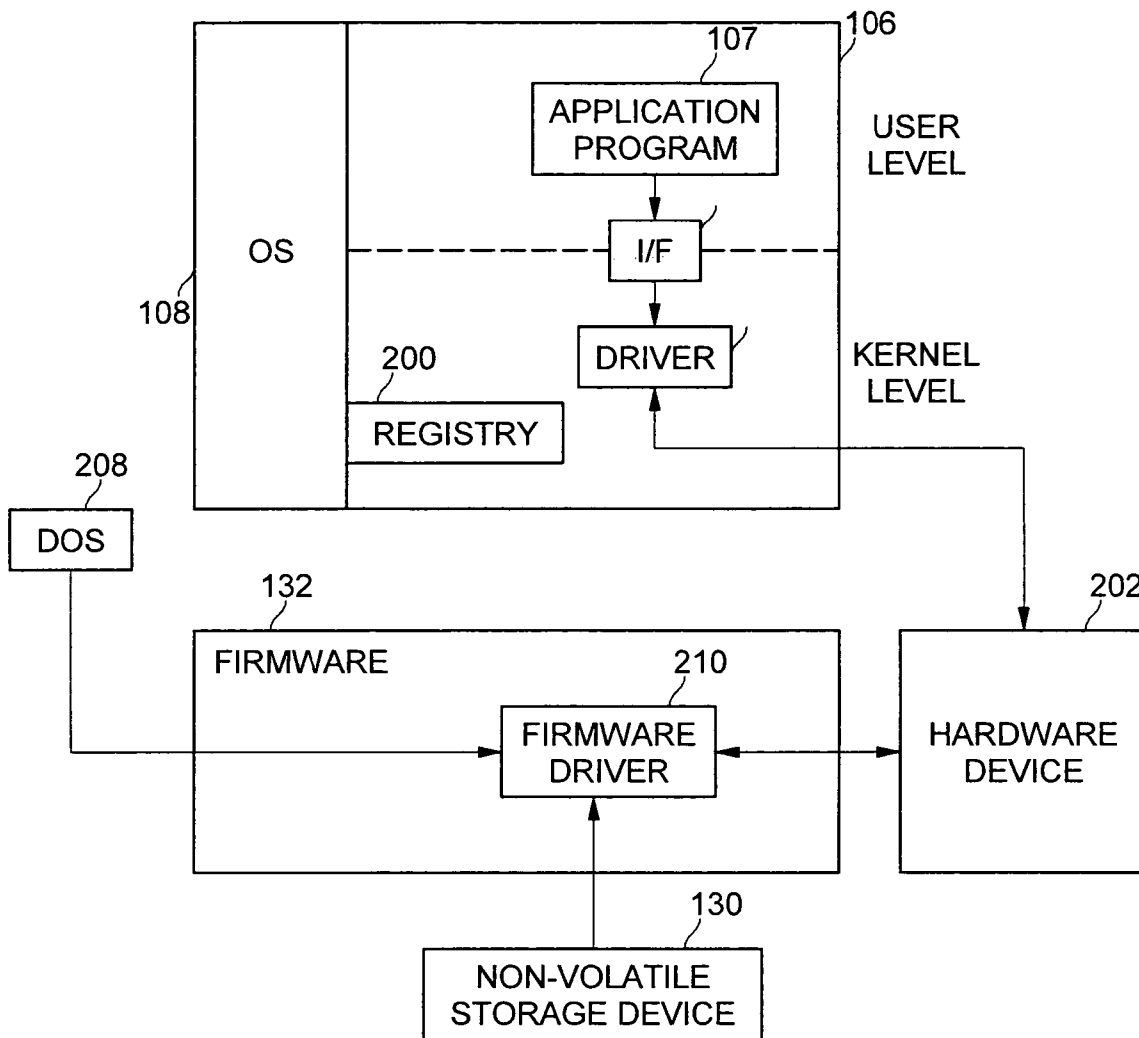 106
107
APPLICATION
PROGRAM
USER
LEVEL
OS
I/F
108
DRIVER
KERNEL
LEVEL
200
REGISTRY
208
DOS
132
202
FIRMWARE
210
FIRMWARE
DRIVER
HARDWARE
DEVICE
130
NON-VOLATILE
STORAGE DEVICE